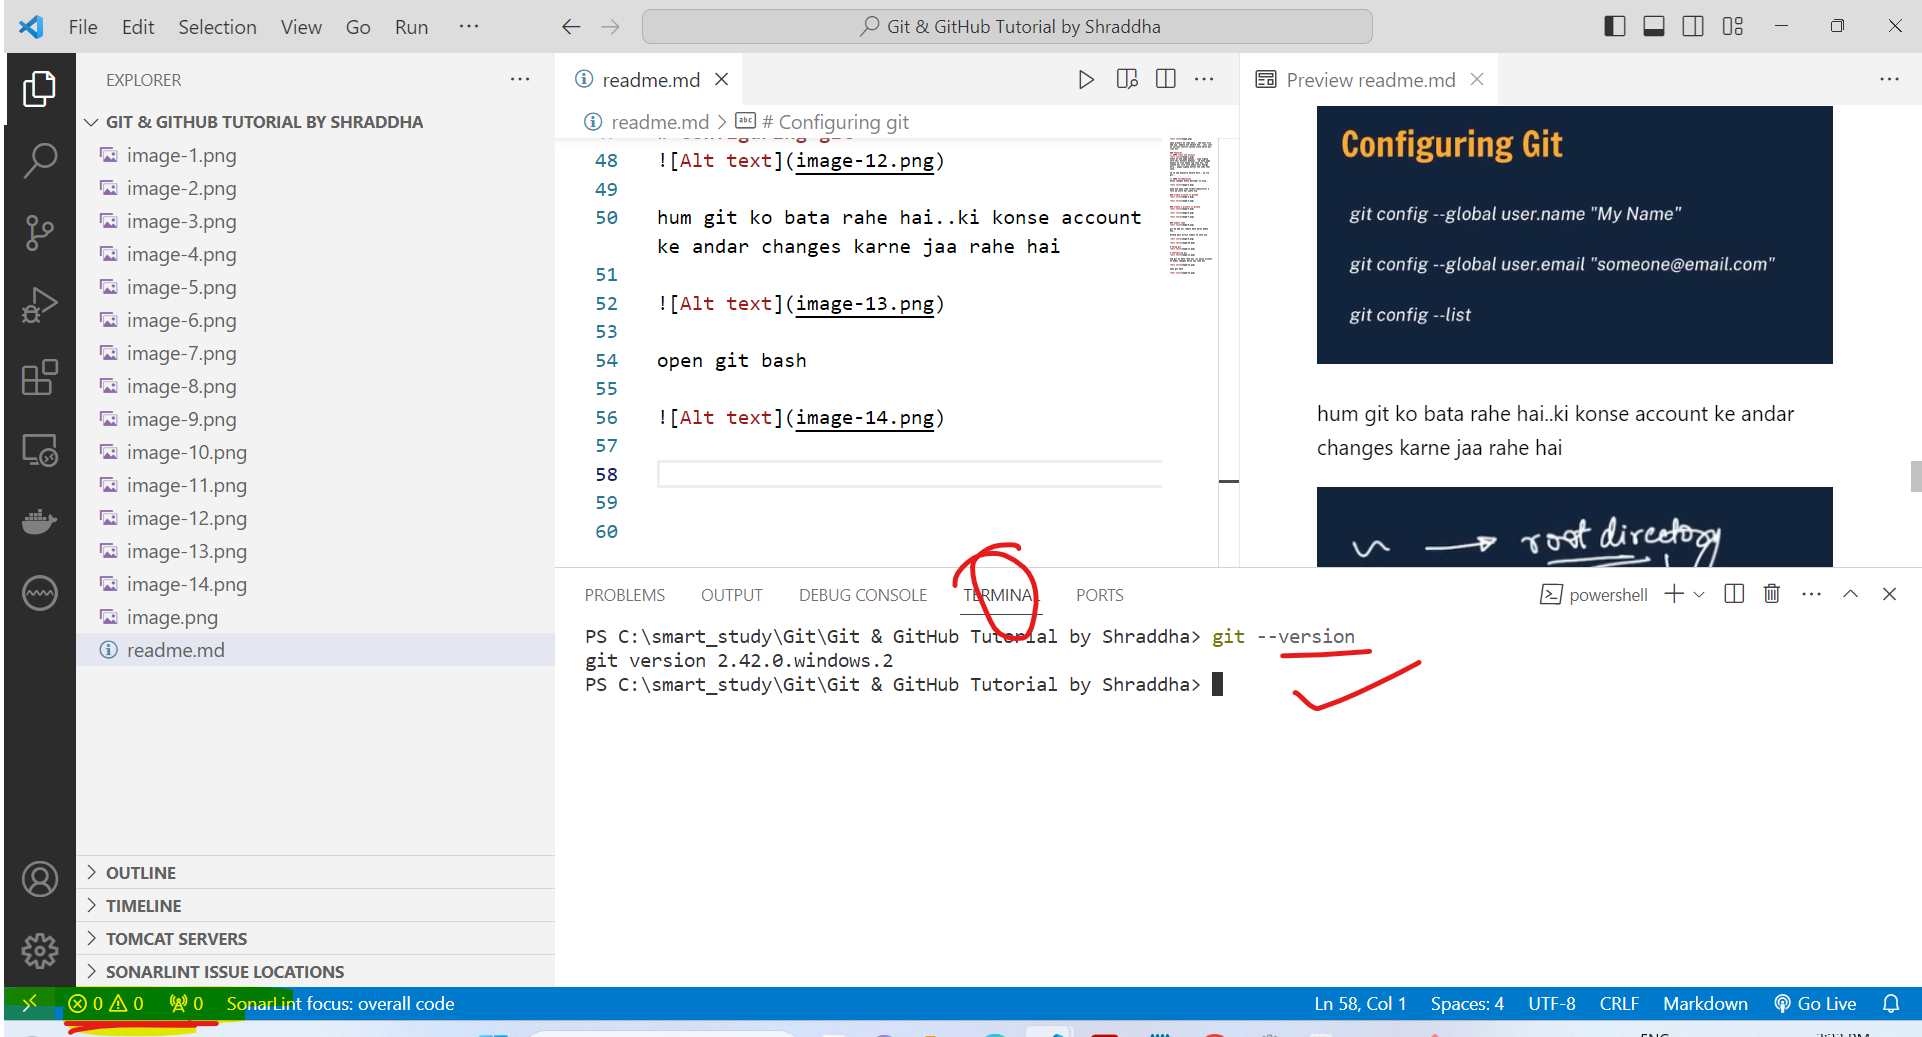 File Edit Selection View Go Run ···
Git & GitHub Tutorial by Shraddha
EXPLORER
GIT & GITHUB TUTORIAL BY SHRADDHA
image-1.png
image-2.png
image-3.png
image-4.png
image-5.png
image-6.png
image-7.png
image-8.png
image-9.png
image-10.png
image-11.png
image-12.png
image-13.png
image-14.png
image.png
readme.md
OUTLINE
TIMELINE
TOMCAT SERVERS
SONARLINT ISSUE LOCATIONS
readme.md
readme.md > abc # Configuring git
48 ![Alt text](image-12.png)
49
50 hum git ko bata rahe hai..ki konse account
ke andar changes karne jaa rahe hai
51
52 ![Alt text](image-13.png)
53
54 open git bash
55
56 ![Alt text](image-14.png)
57
58
59
60
Preview readme.md
Configuring Git
git config --global user.name "My Name"
git config --global user.email "someone@email.com"
git config --list
hum git ko bata rahe hai..ki konse account ke andar
changes karne jaa rahe hai
root directory
PROBLEMS OUTPUT DEBUG CONSOLE TERMINAL PORTS
powershell
PS C:\smart_study\Git\Git & GitHub Tutorial by Shraddha> git --version
git version 2.42.0.windows.2
PS C:\smart_study\Git\Git & GitHub Tutorial by Shraddha>
0 0 0 SonarLint focus: overall code
Ln 58, Col 1 Spaces: 4 UTF-8 CRLF Markdown Go Live